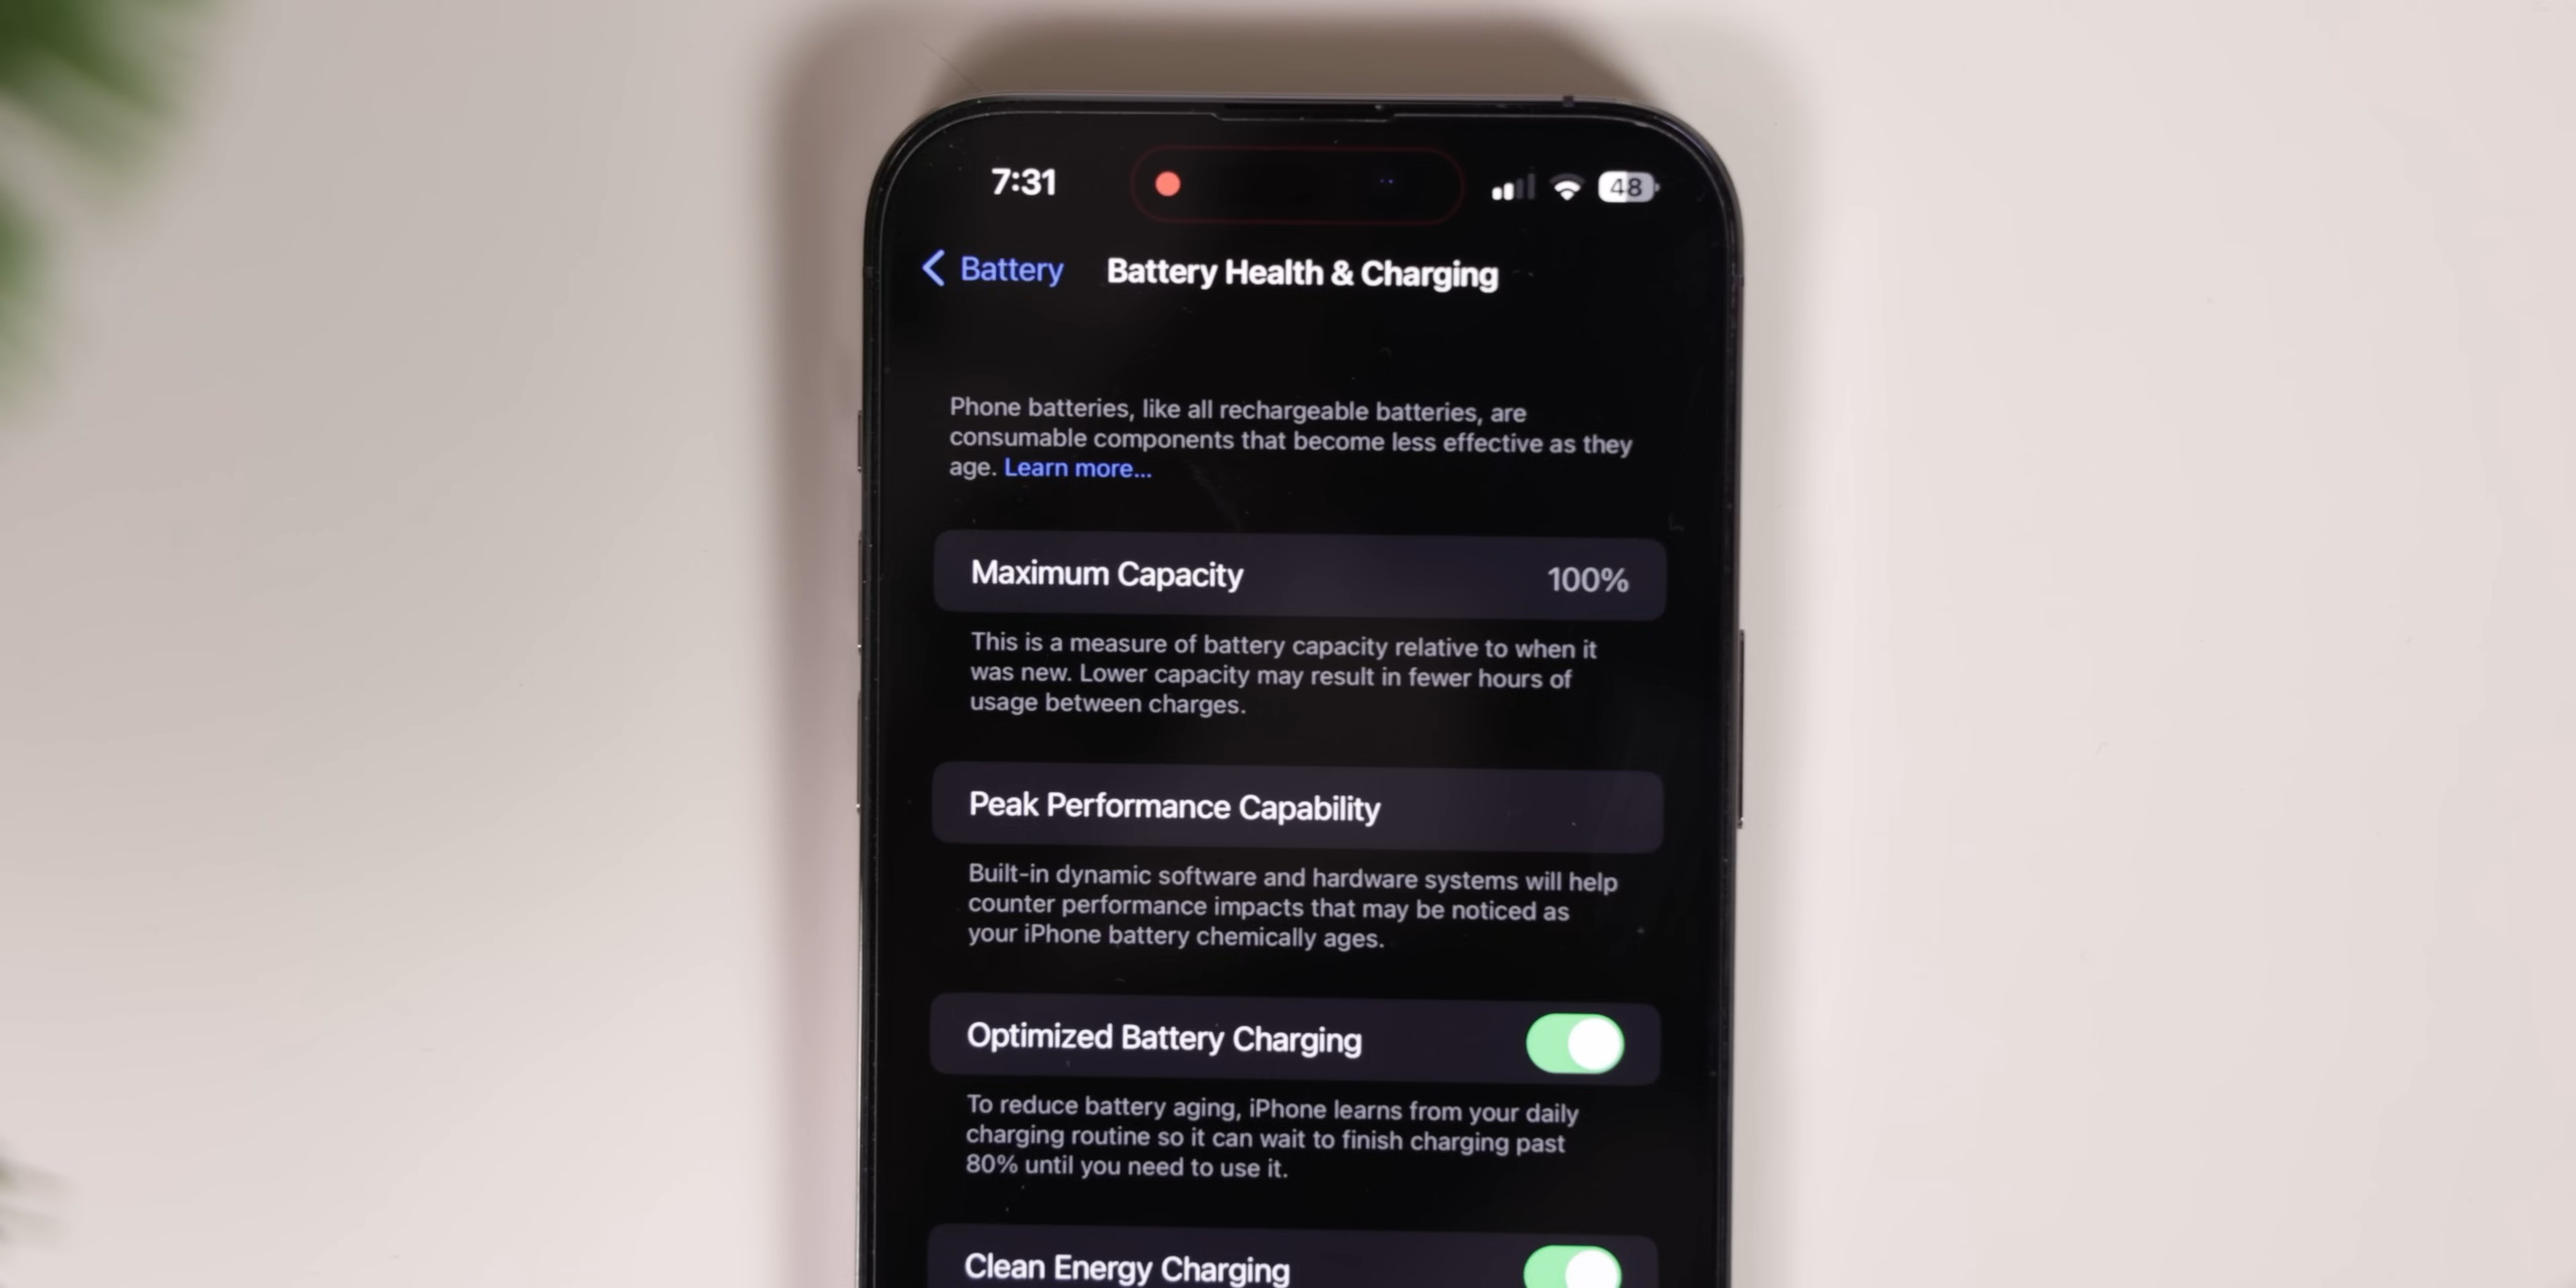 7:31
48
Battery
Battery Health & Charging
Phone batteries, like all rechargeable batteries, are
consumable components that become less effective as they
age. Learn more...
Maximum Capacity 100%
This is a measure of battery capacity relative to when it
was new. Lower capacity may result in fewer hours of
usage between charges.
Peak Performance Capability
Built-in dynamic software and hardware systems will help
counter performance impacts that may be noticed as
your iPhone battery chemically ages.
Optimized Battery Charging
To reduce battery aging, iPhone learns from your daily
charging routine so it can wait to finish charging past
80% until you need to use it.
Clean Energy Charging